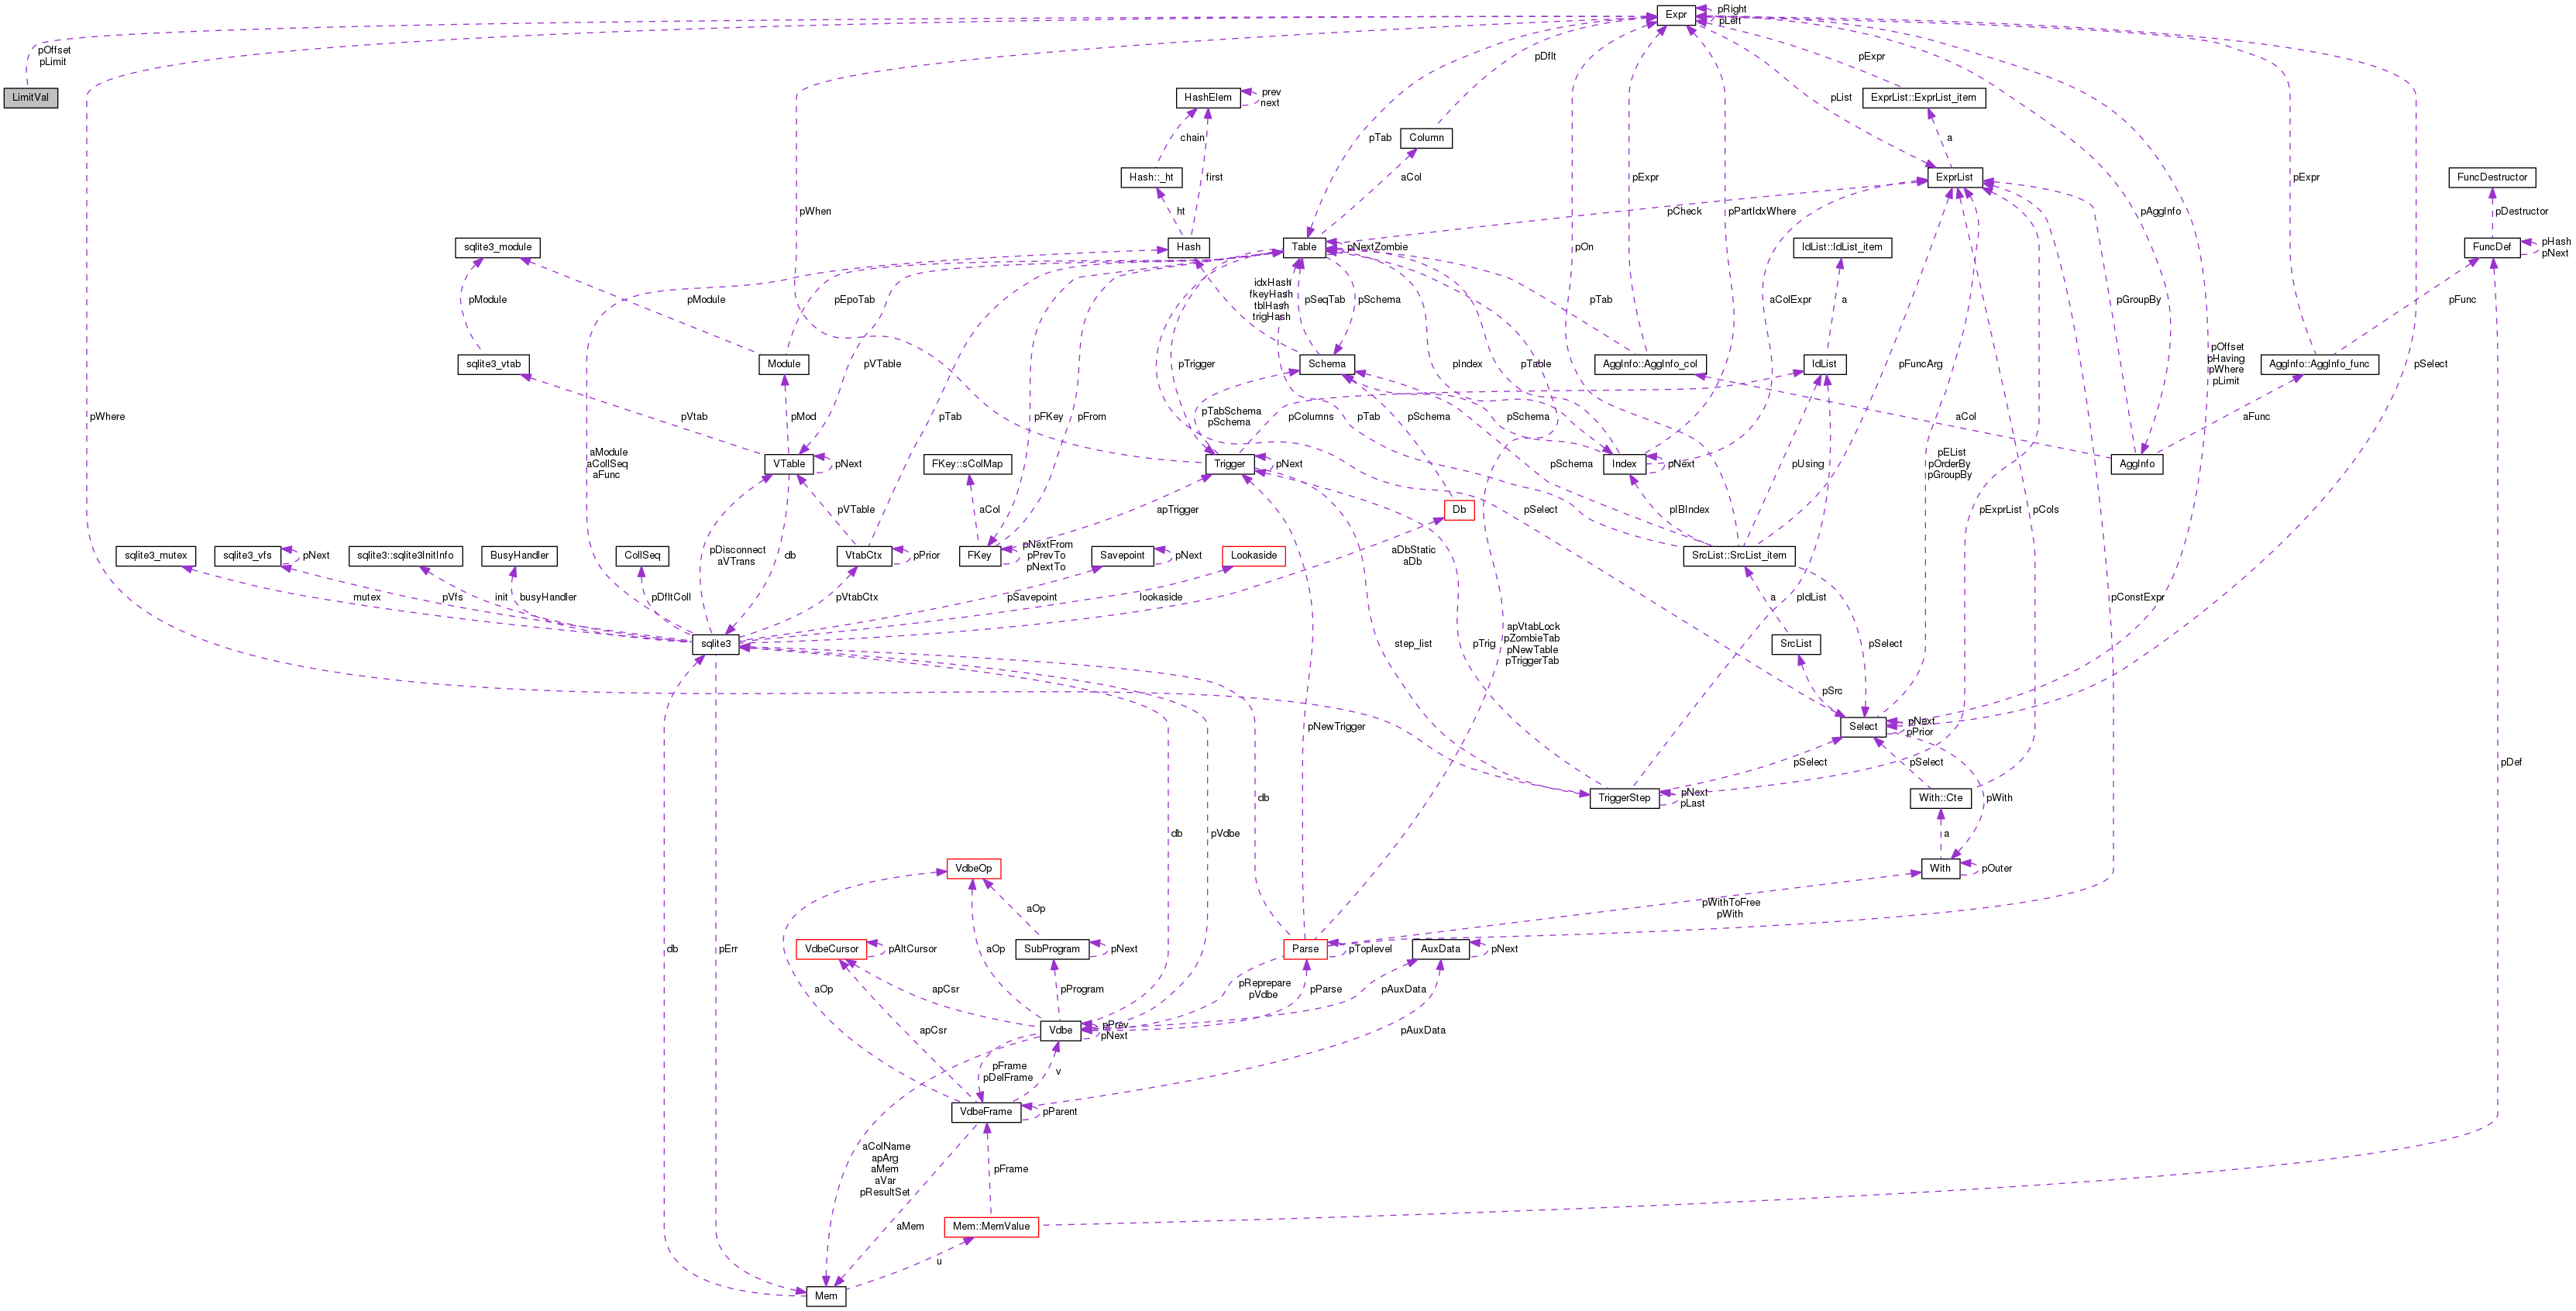 Expr
pRight
pLeft
pOffset
pLimit
pDflt
pExpr
LimitVal
HashElem
prev
next
pList
ExprList::ExprList_item
chain
pTab
Column
a
Hash::_ht
first
aCol
pExpr
ExprList
pExpr
FuncDestructor
pWhen
ht
pCheck
pPartIdxWhere
pAggInfo
pDestructor
sqlite3_module
Hash
Table
pNextZombie
pOn
IdList::IdList_item
FuncDef
pHash
pNext
pModule
pModule
pEpoTab
idxHash
fkeyHash
tblHash
trigHash
pSeqTab
pSchema
pTab
aColExpr
a
pGroupBy
pFunc
sqlite3_vtab
Module
pVTable
pTrigger
Schema
pIndex
pTable
AggInfo::AggInfo_col
IdList
pFuncArg
pOffset
pHaving
pWhere
pLimit
AggInfo::AggInfo_func
pSelect
pWhere
pVtab
pMod
pTab
pFKey
pFrom
pTabSchema
pSchema
pColumns
pTab
pSchema
pSchema
aCol
aFunc
aModule
aCollSeq
aFunc
VTable
pNext
FKey::sColMap
Trigger
pNext
pSchema
Index
pNext
pUsing
pEList
pOrderBy
pGroupBy
AggInfo
pVTable
aCol
apTrigger
Db
pSelect
pIBIndex
pExprList
pCols
sqlite3_mutex
sqlite3_vfs
pNext
sqlite3::sqlite3InitInfo
BusyHandler
CollSeq
pDisconnect
aVTrans
db
VtabCtx
pPrior
FKey
pNextFrom
pPrevTo
pNextTo
Savepoint
pNext
Lookaside
aDbStatic
aDb
SrcList::SrcList_item
mutex
pVfs
init
busyHandler
pDfltColl
pVtabCtx
pSavepoint
lookaside
a
pIdList
pConstExpr
sqlite3
step_list
pTrig
apVtabLock
pZombieTab
pNewTable
pTriggerTab
SrcList
pSelect
pSrc
pNewTrigger
Select
pNext
pPrior
pSelect
pSelect
pDef
db
pErr
db
TriggerStep
pNext
pLast
With::Cte
pWith
db
pVdbe
a
VdbeOp
With
pOuter
aOp
pWithToFree
pWith
VdbeCursor
pAltCursor
aOp
SubProgram
pNext
Parse
pToplevel
AuxData
pNext
aOp
apCsr
pProgram
pReprepare
pVdbe
pParse
pAuxData
apCsr
Vdbe
pPrev
pNext
pAuxData
pFrame
pDelFrame
v
VdbeFrame
pParent
aColName
apArg
aMem
aVar
pResultSet
pFrame
aMem
Mem::MemValue
u
Mem